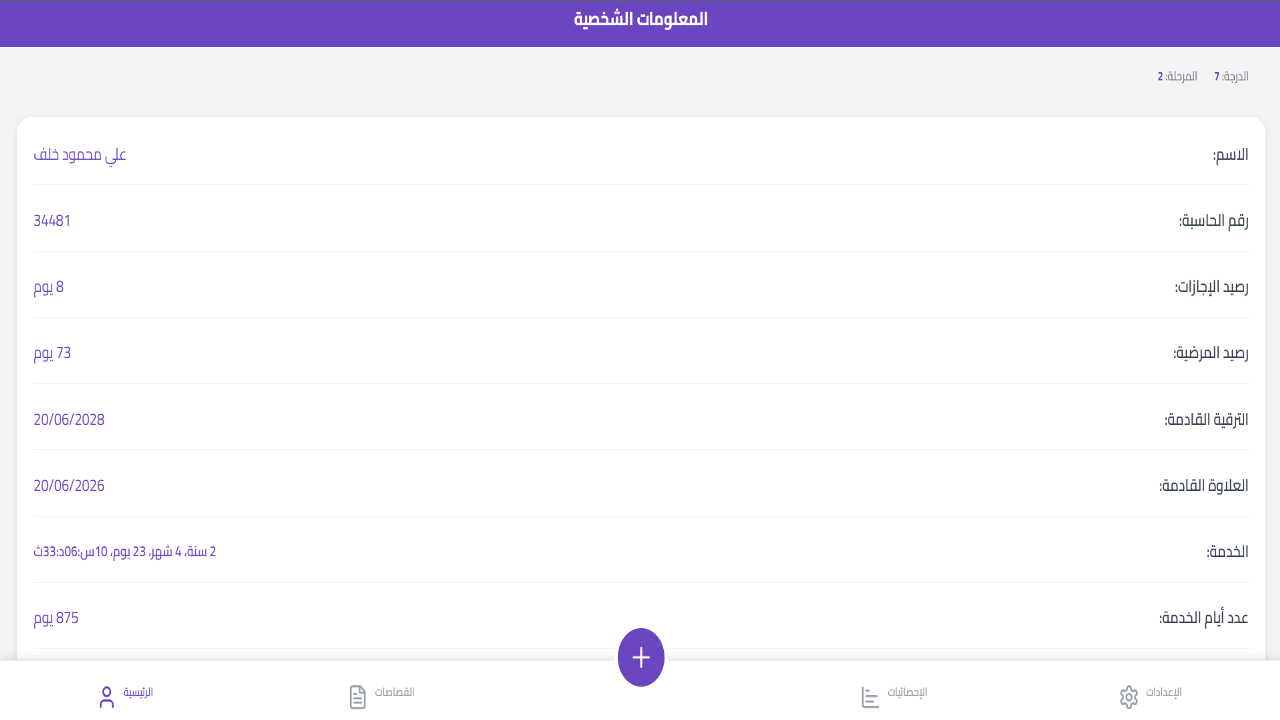 المعلومات الشخصية
الدرجة: 7 المرحلة: 2
الاسم: علي محمود خلف
رقم الحاسبة: 34481
رصيد الإجازات: 8 يوم
رصيد المرضية: 73 يوم
الترقية القادمة: 20/06/2028
العلاوة القادمة: 20/06/2026
الخدمة: 2 سنة، 4 شهر، 23 يوم، 10س:06د:33ث
عدد أيام الخدمة: 875 يوم
الإعدادات الإحصائيات القصاصات الرئيسية